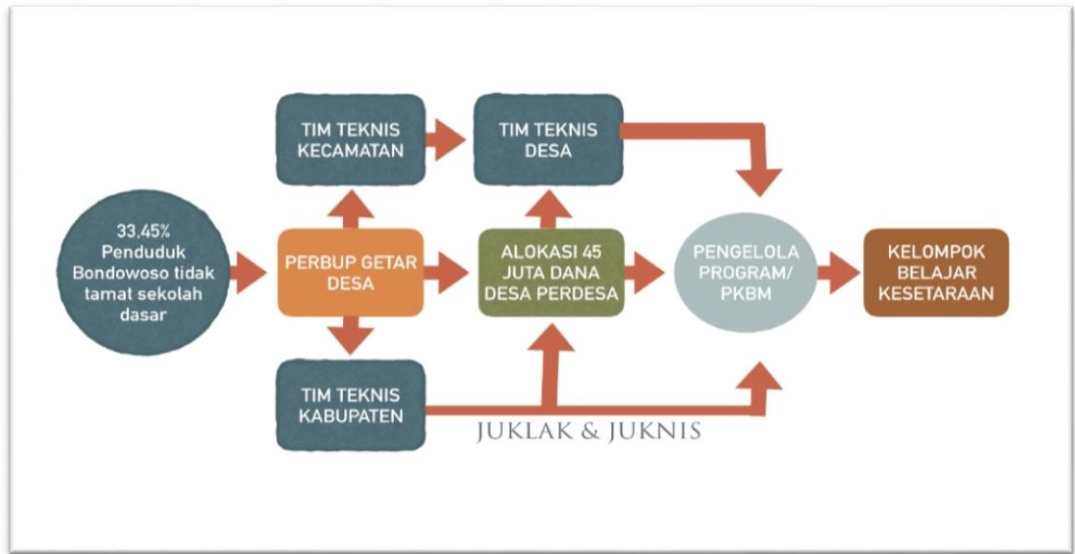 TIM TEKNIS
KECAMATAN
TIM TEKNIS
DESA
33,45%
Penduduk
Bondowoso tidak
tamat sekolah
dasar
PERBUP GETAR
DESA
ALOKASI 45
JUTA DANA
DESA PERDESA
PENGELOLA
PROGRAM/
PKBM
KELOMPOK
BELAJAR
KESETARAAN
TIM TEKNIS
KABUPATEN
JUKLAK & JUKNIS